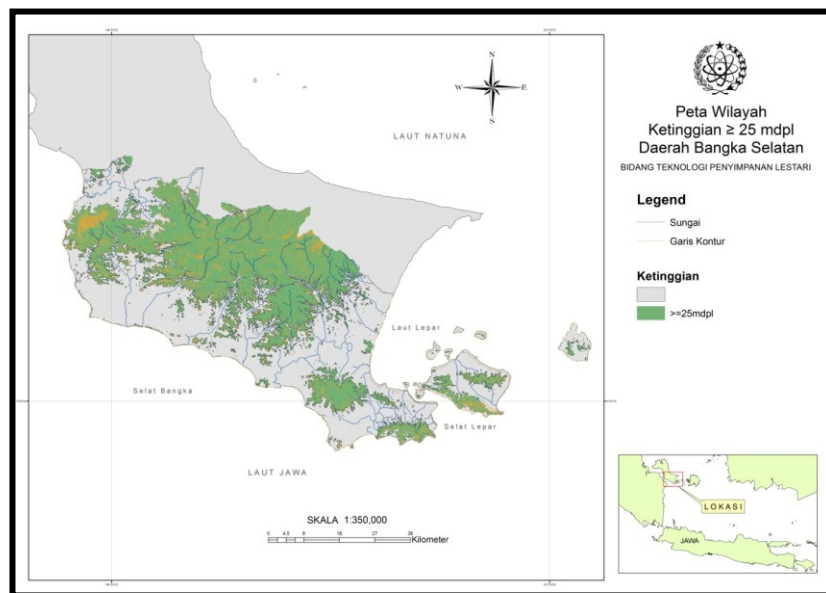 N
W
E
S
LAUT NATUNA
Laut Lepar
Selat Bangka
Selat Lepar
LAUT JAWA
SKALA 1:350,000
0 4.5 9 18 27 36
Kilometer
Peta Wilayah
Ketinggian ≥ 25 mdpl
Daerah Bangka Selatan
BIDANG TEKNOLOGI PENYIMPANAN LESTARI
Legend
Sungai
Garis Kontur
Ketinggian
>=25mdpl
LOKASI
JAWA